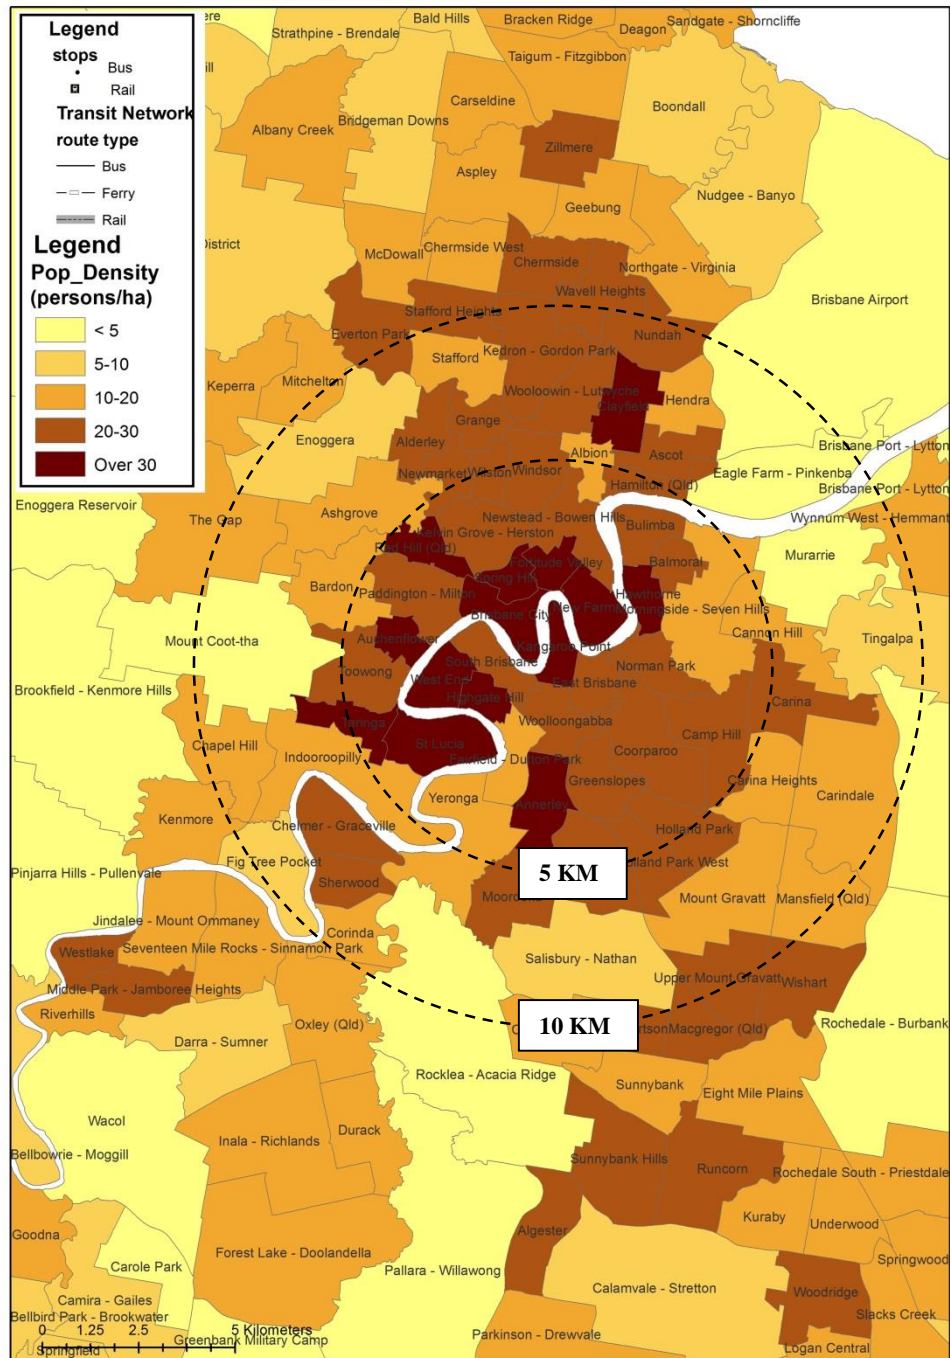 Legend
stops
Bus
Rail
Transit Network
route type
Bus
Ferry
Rail
Legend
Pop_Density
(persons/ha)
< 5
5-10
10-20
20-30
Over 30
Bald Hills
Bracken Ridge
Sandgate - Shorncliffe
Strathpine - Brendale
Deagon
Taigum - Fitzgibbon
Carseldine
Boondall
Albany Creek
Bridgeman Downs
Zillmere
Aspley
Nudgee - Banyo
Geebung
District
McDowall
Chermside West
Chermside
Northgate - Virginia
Wavell Heights
Brisbane Airport
Stafford Heights
Everton Park
Nundah
Stafford
Kedron - Gordon Park
Keperra
Mitchelton
Wooloowin - Lutwyche
Clayfield
Hendra
Grange
Enoggera
Alderley
Albion
Ascot
Brisbane Port - Lytton
Newmarket
Wilston
Windsor
Eagle Farm - Pinkenba
Hamilton (Qld)
Brisbane Port - Lytton
Enoggera Reservoir
The Gap
Ashgrove
Newstead - Bowen Hills
Bulimba
Wynnum West - Hemmant
Kelvin Grove - Herston
Red Hill (Qld)
Murarrie
Fortitude Valley
Balmoral
Bardon
Spring Hill
Paddington - Milton
Hawthorne
Brisbane City
New Farm
Morningside - Seven Hills
Mount Coot-tha
Auchenflower
Cannon Hill
Tingalpa
Kangaroo Point
South Brisbane
Norman Park
Toowong
West End
East Brisbane
Brookfield - Kenmore Hills
Highgate Hill
Carina
Taringa
Woolloongabba
Camp Hill
Chapel Hill
St Lucia
Coorparoo
Indooroopilly
Fairfield - Dutton Park
Greenslopes
Carina Heights
Yeronga
Carindale
Annerley
Kenmore
Chelmer - Graceville
Holland Park
Fig Tree Pocket
5 KM
Holland Park West
Pinjarra Hills - Pullenvale
Sherwood
Mount Gravatt
Mansfield (Qld)
Jindalee - Mount Ommaney
Corinda
Westlake
Seventeen Mile Rocks - Sinnamon Park
Salisbury - Nathan
Upper Mount Gravatt
Wishart
Middle Park - Jamboree Heights
Riverhills
Oxley (Qld)
10 KM
Macgregor (Qld)
Rochedale - Burbank
Darra - Sumner
Rocklea - Acacia Ridge
Sunnybank
Eight Mile Plains
Wacol
Durack
Inala - Richlands
Bellbowrie - Moggill
Sunnybank Hills
Runcorn
Rochedale South - Priestdale
Kuraby
Underwood
Goodna
Algester
Forest Lake - Doolandella
Springwood
Carole Park
Pallara - Willawong
Calamvale - Stretton
Woodridge
Camira - Gailes
Slacks Creek
Bellbird Park - Brookwater
0 1.25 2.5 5 Kilometers
Parkinson - Drewvale
Greenbank Military Camp
Logan Central
Springfield